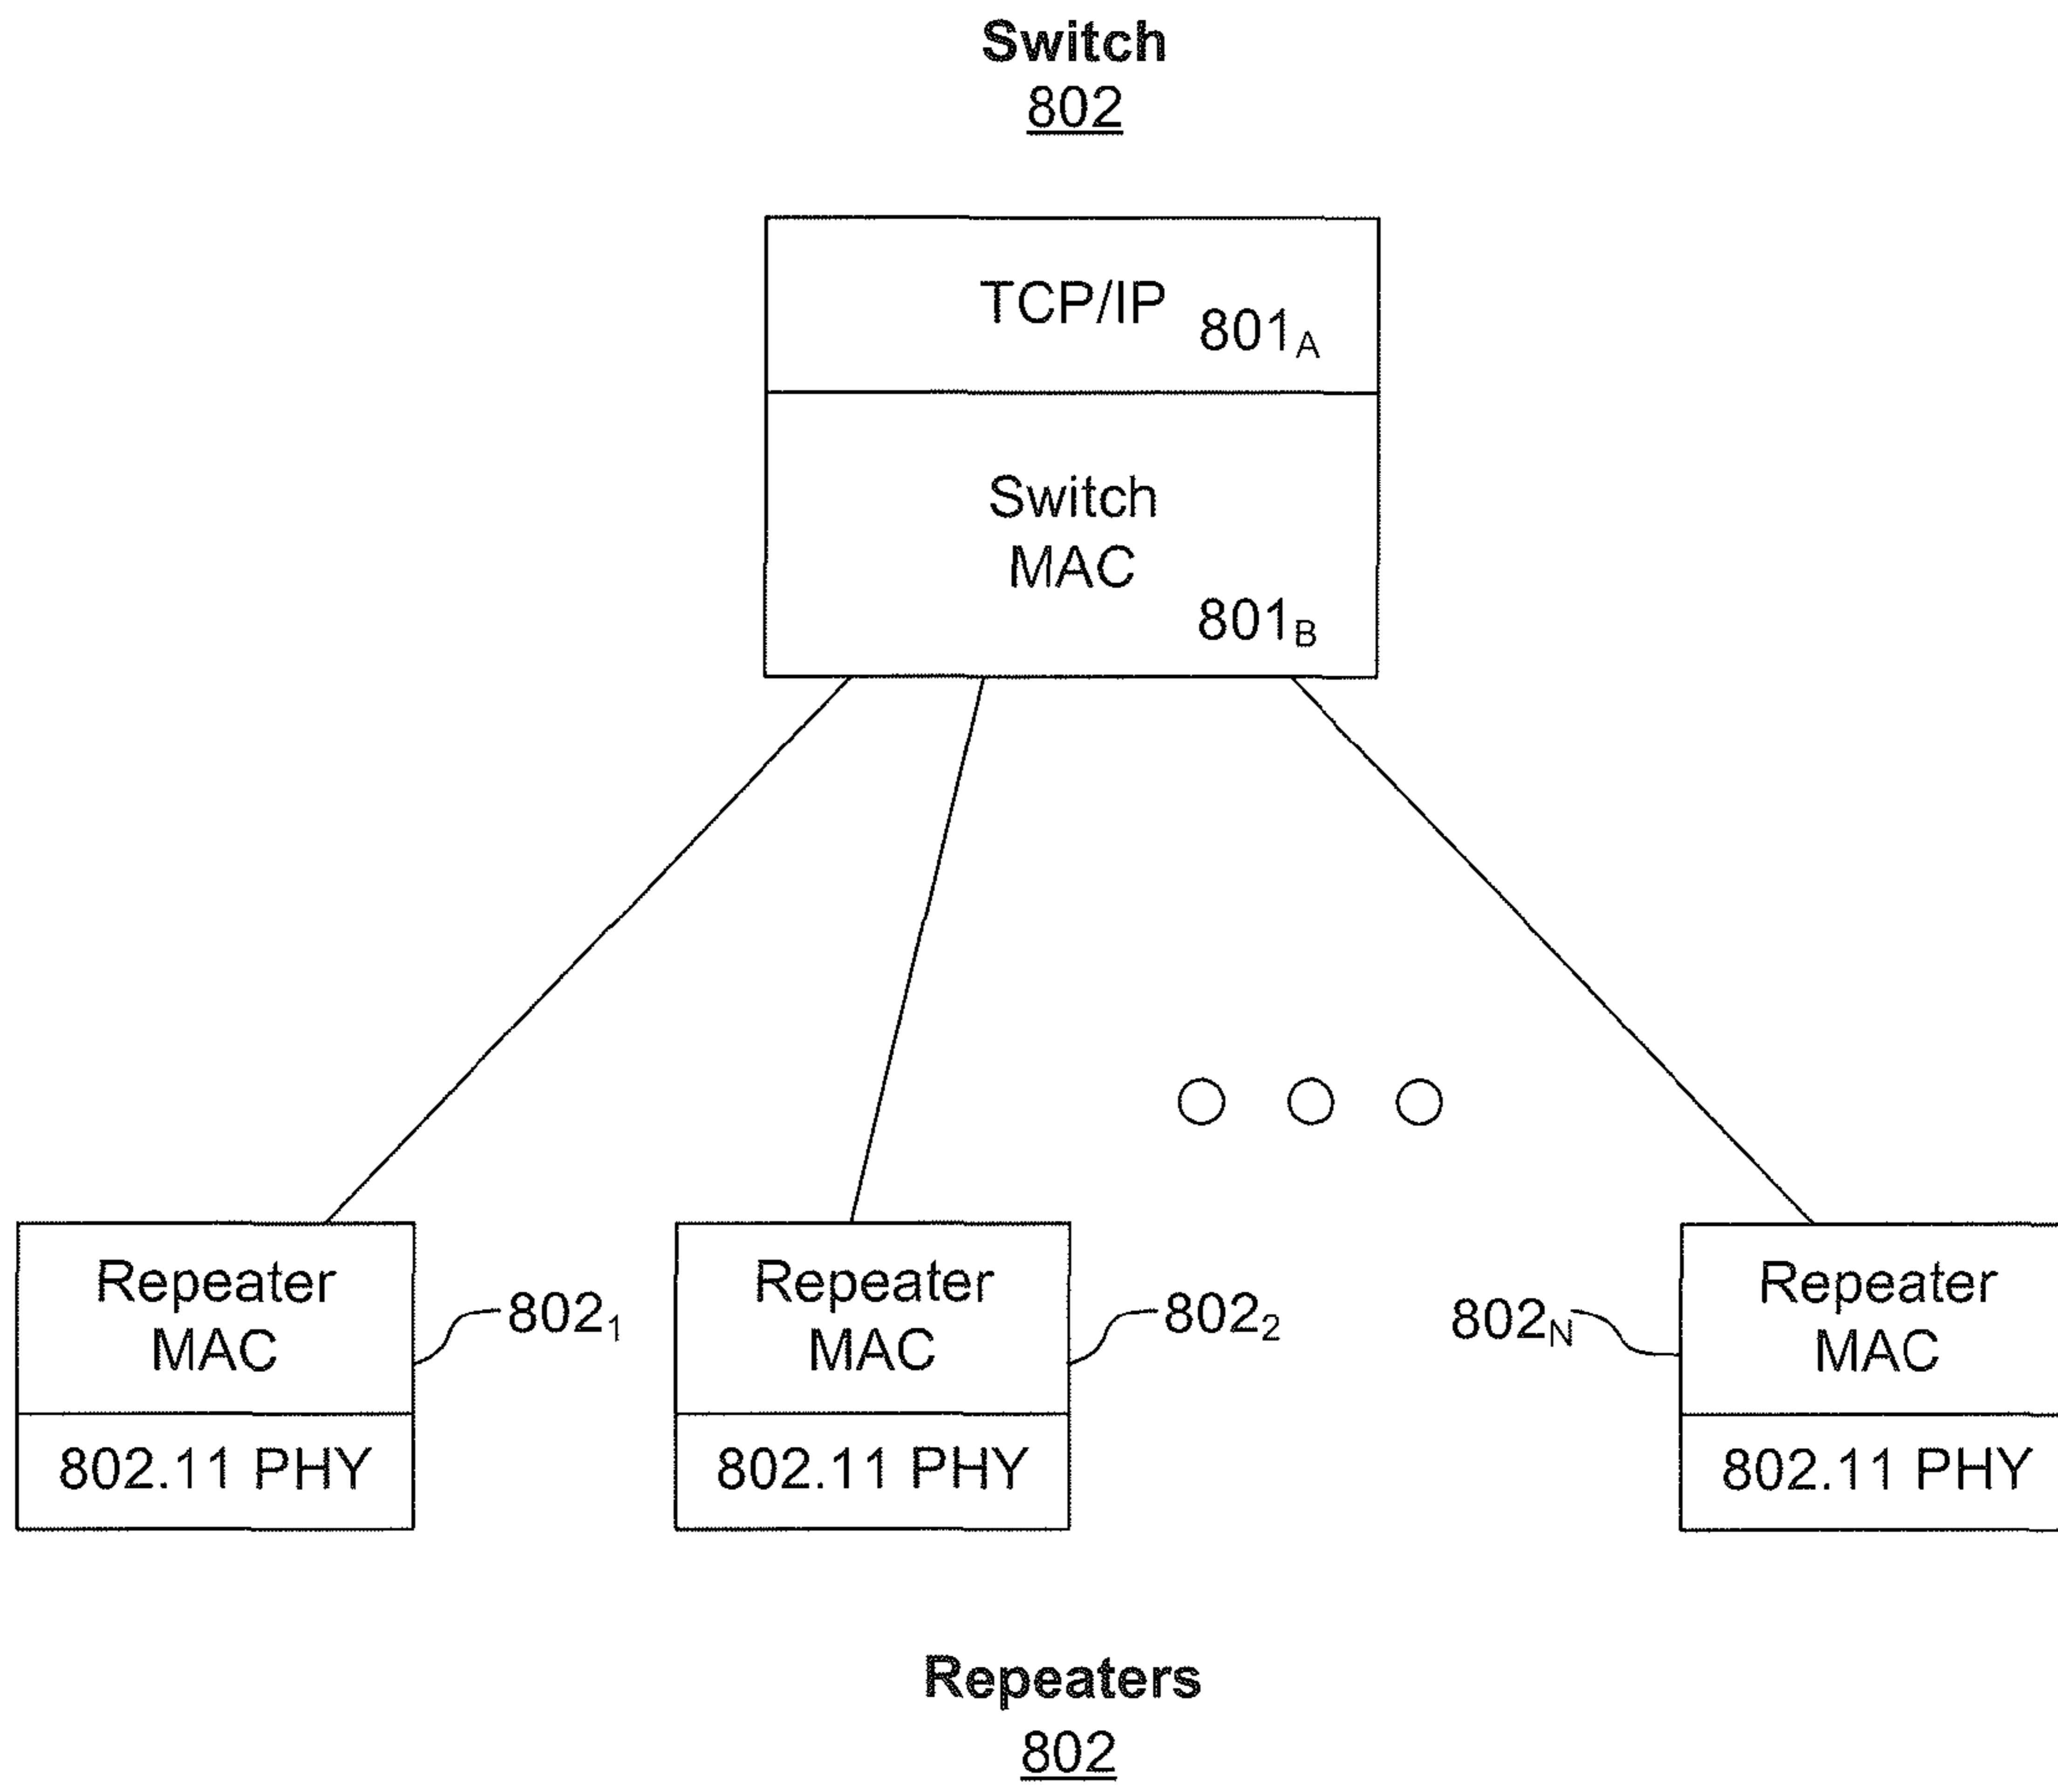 Switch
802
TCP/IP 801A
Switch
MAC
801B
Repeater
MAC
802.11 PHY
8021
Repeater
MAC
802.11 PHY
8022
802N
Repeater
MAC
802.11 PHY
Repeaters
802